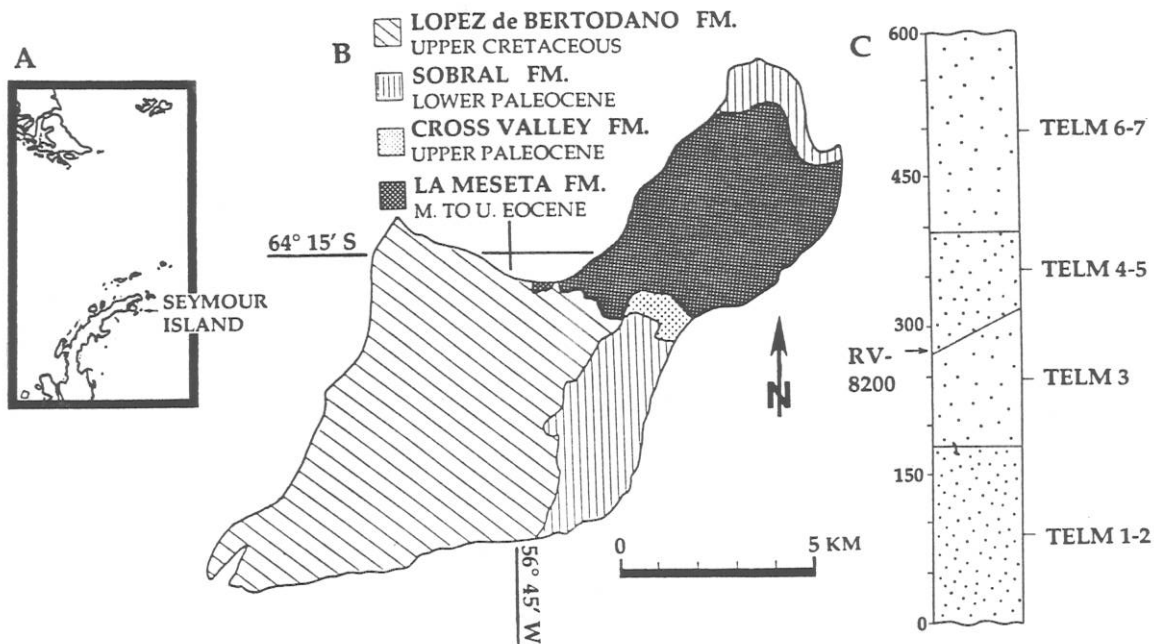 A
SEYMOUR
ISLAND
B
LOPEZ de BERTODANO FM.
UPPER CRETACEOUS
SOBRAL FM.
LOWER PALEOCENE
CROSS VALLEY FM.
UPPER PALEOCENE
LA MESETA FM.
M. TO U. EOCENE
64° 15′ S
56° 45′ W
N
0
5 KM
C
600
450
300
RV-
8200
150
0
TELM 6-7
TELM 4-5
TELM 3
TELM 1-2